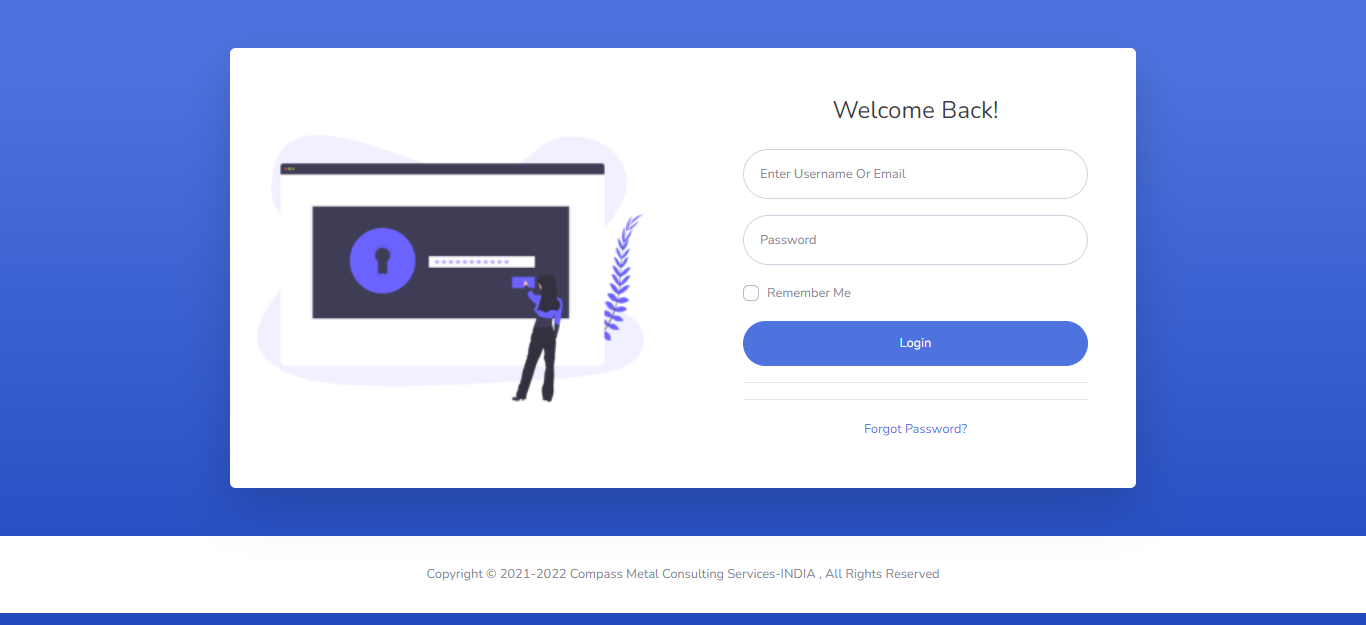 Welcome Back!
Enter Username Or Email
Password
Remember Me
Login
Forgot Password?
Copyright © 2021-2022 Compass Metal Consulting Services-INDIA , All Rights Reserved